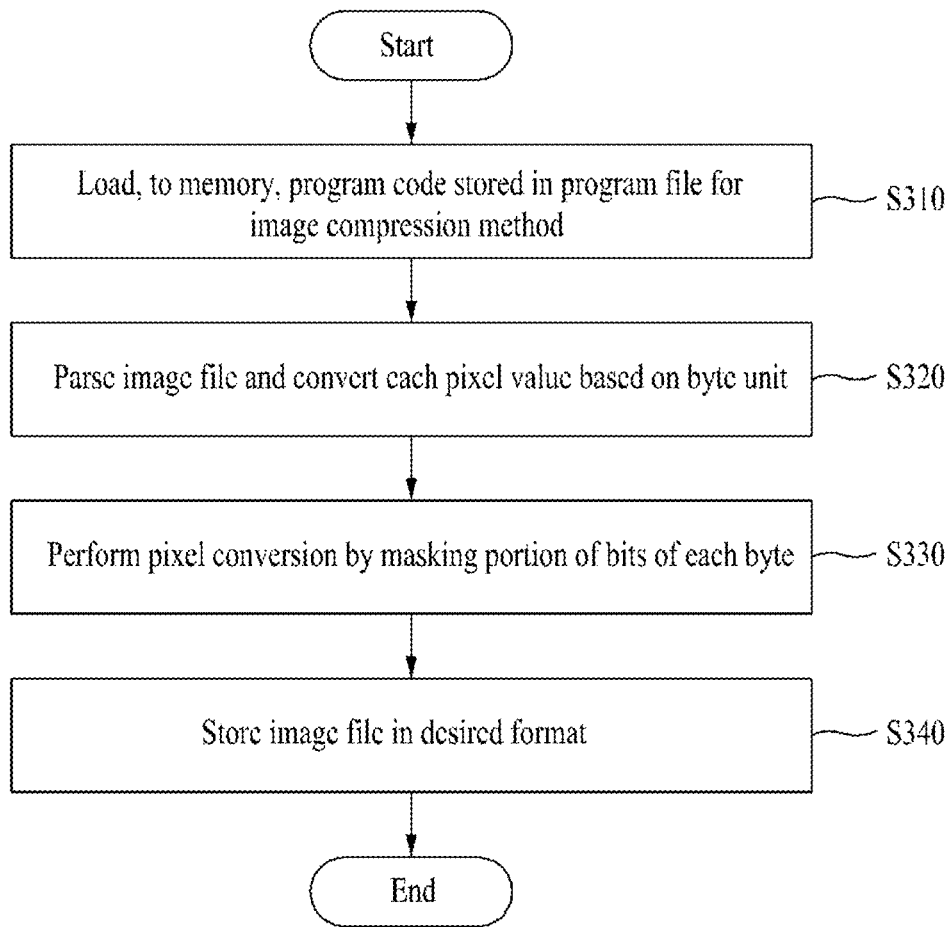 Start
Load, to memory, program code stored in program file for
image compression method
S310
Parse image file and convert each pixel value based on byte unit
S320
Perform pixel conversion by masking portion of bits of each byte
S330
Store image file in desired format
S340
End